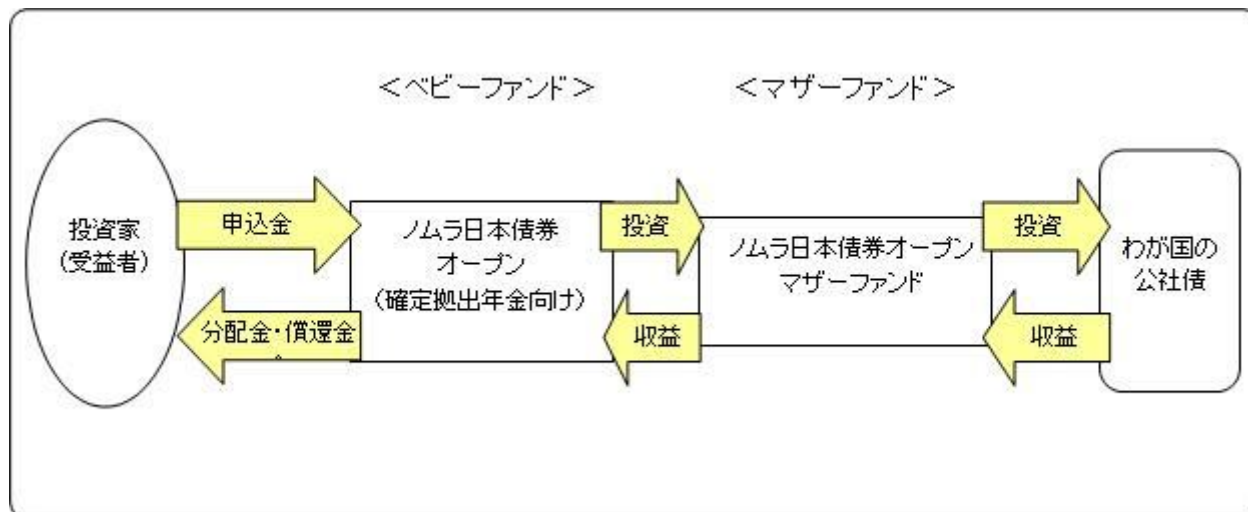 ＜ベビーファンド＞
＜マザーファンド＞
投資家
(受益者)
申込金
分配金・償還金
ノムラ日本債券
オープン
(確定拠出年金向け)
投資
収益
ノムラ日本債券オープン
マザーファンド
投資
収益
わが国の
公社債